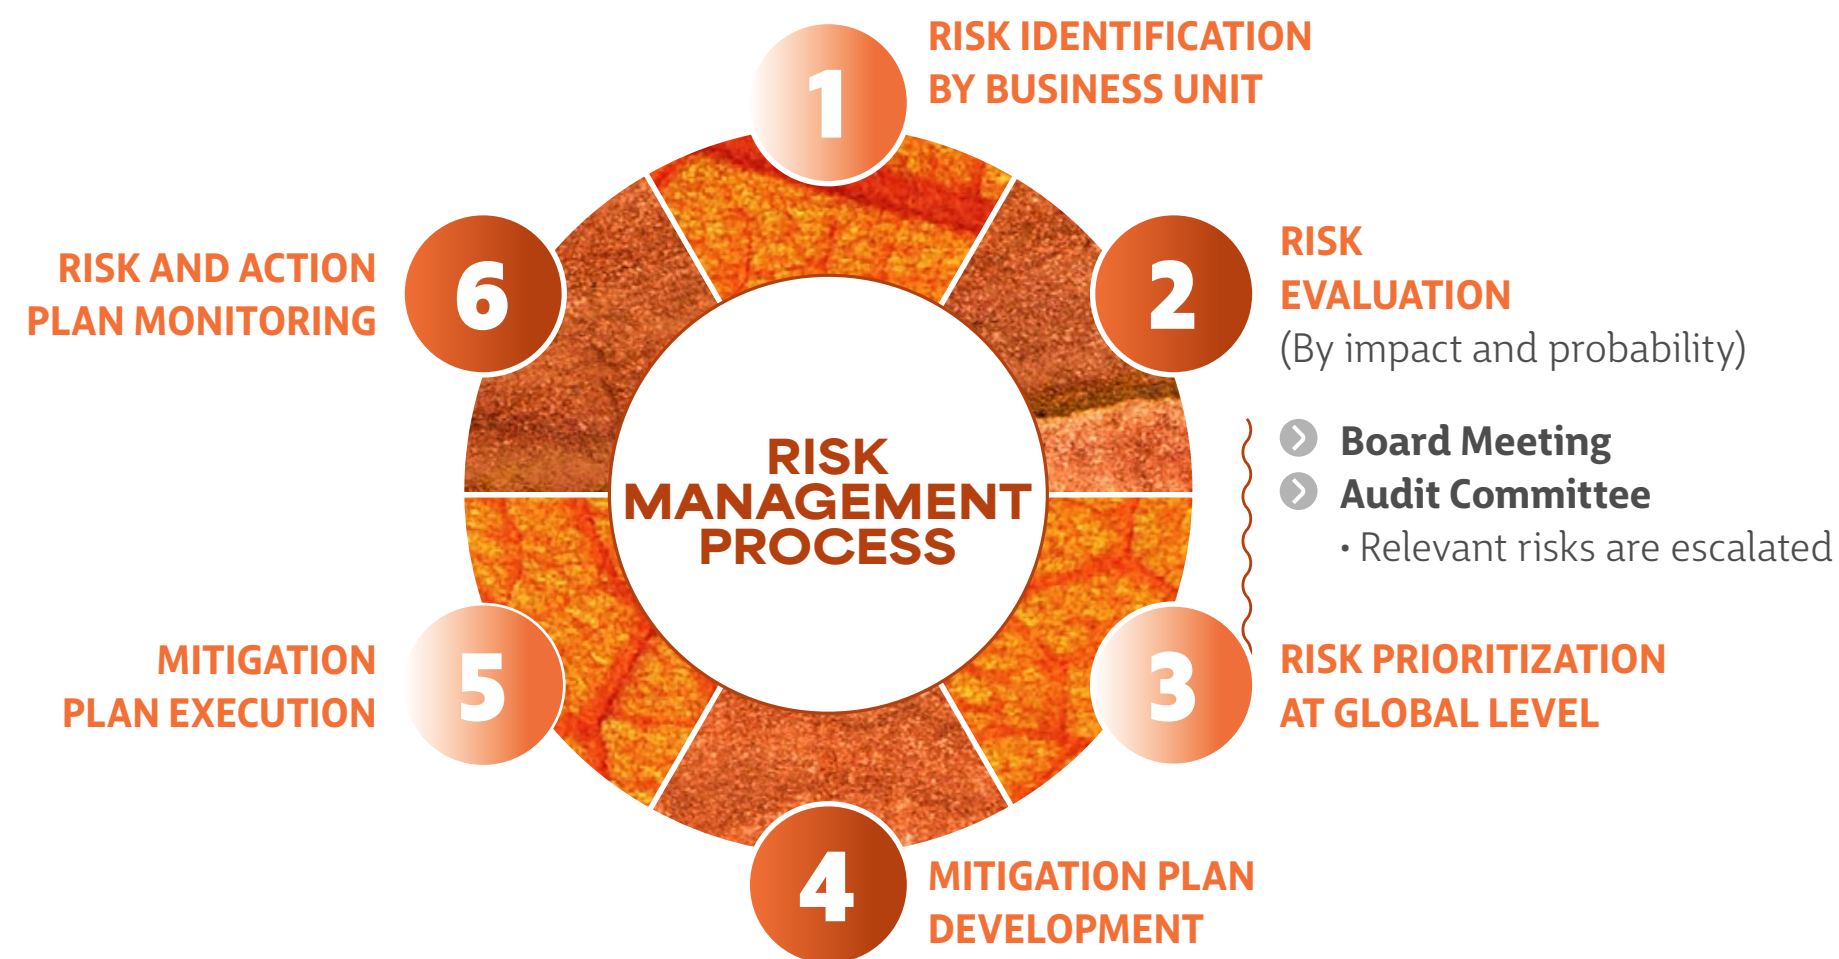 1
RISK IDENTIFICATION
BY BUSINESS UNIT
2
RISK
EVALUATION
(By impact and probability)
Board Meeting
Audit Committee
• Relevant risks are escalated
3
RISK PRIORITIZATION
AT GLOBAL LEVEL
4
MITIGATION PLAN
DEVELOPMENT
5
MITIGATION
PLAN EXECUTION
6
RISK AND ACTION
PLAN MONITORING
RISK
MANAGEMENT
PROCESS